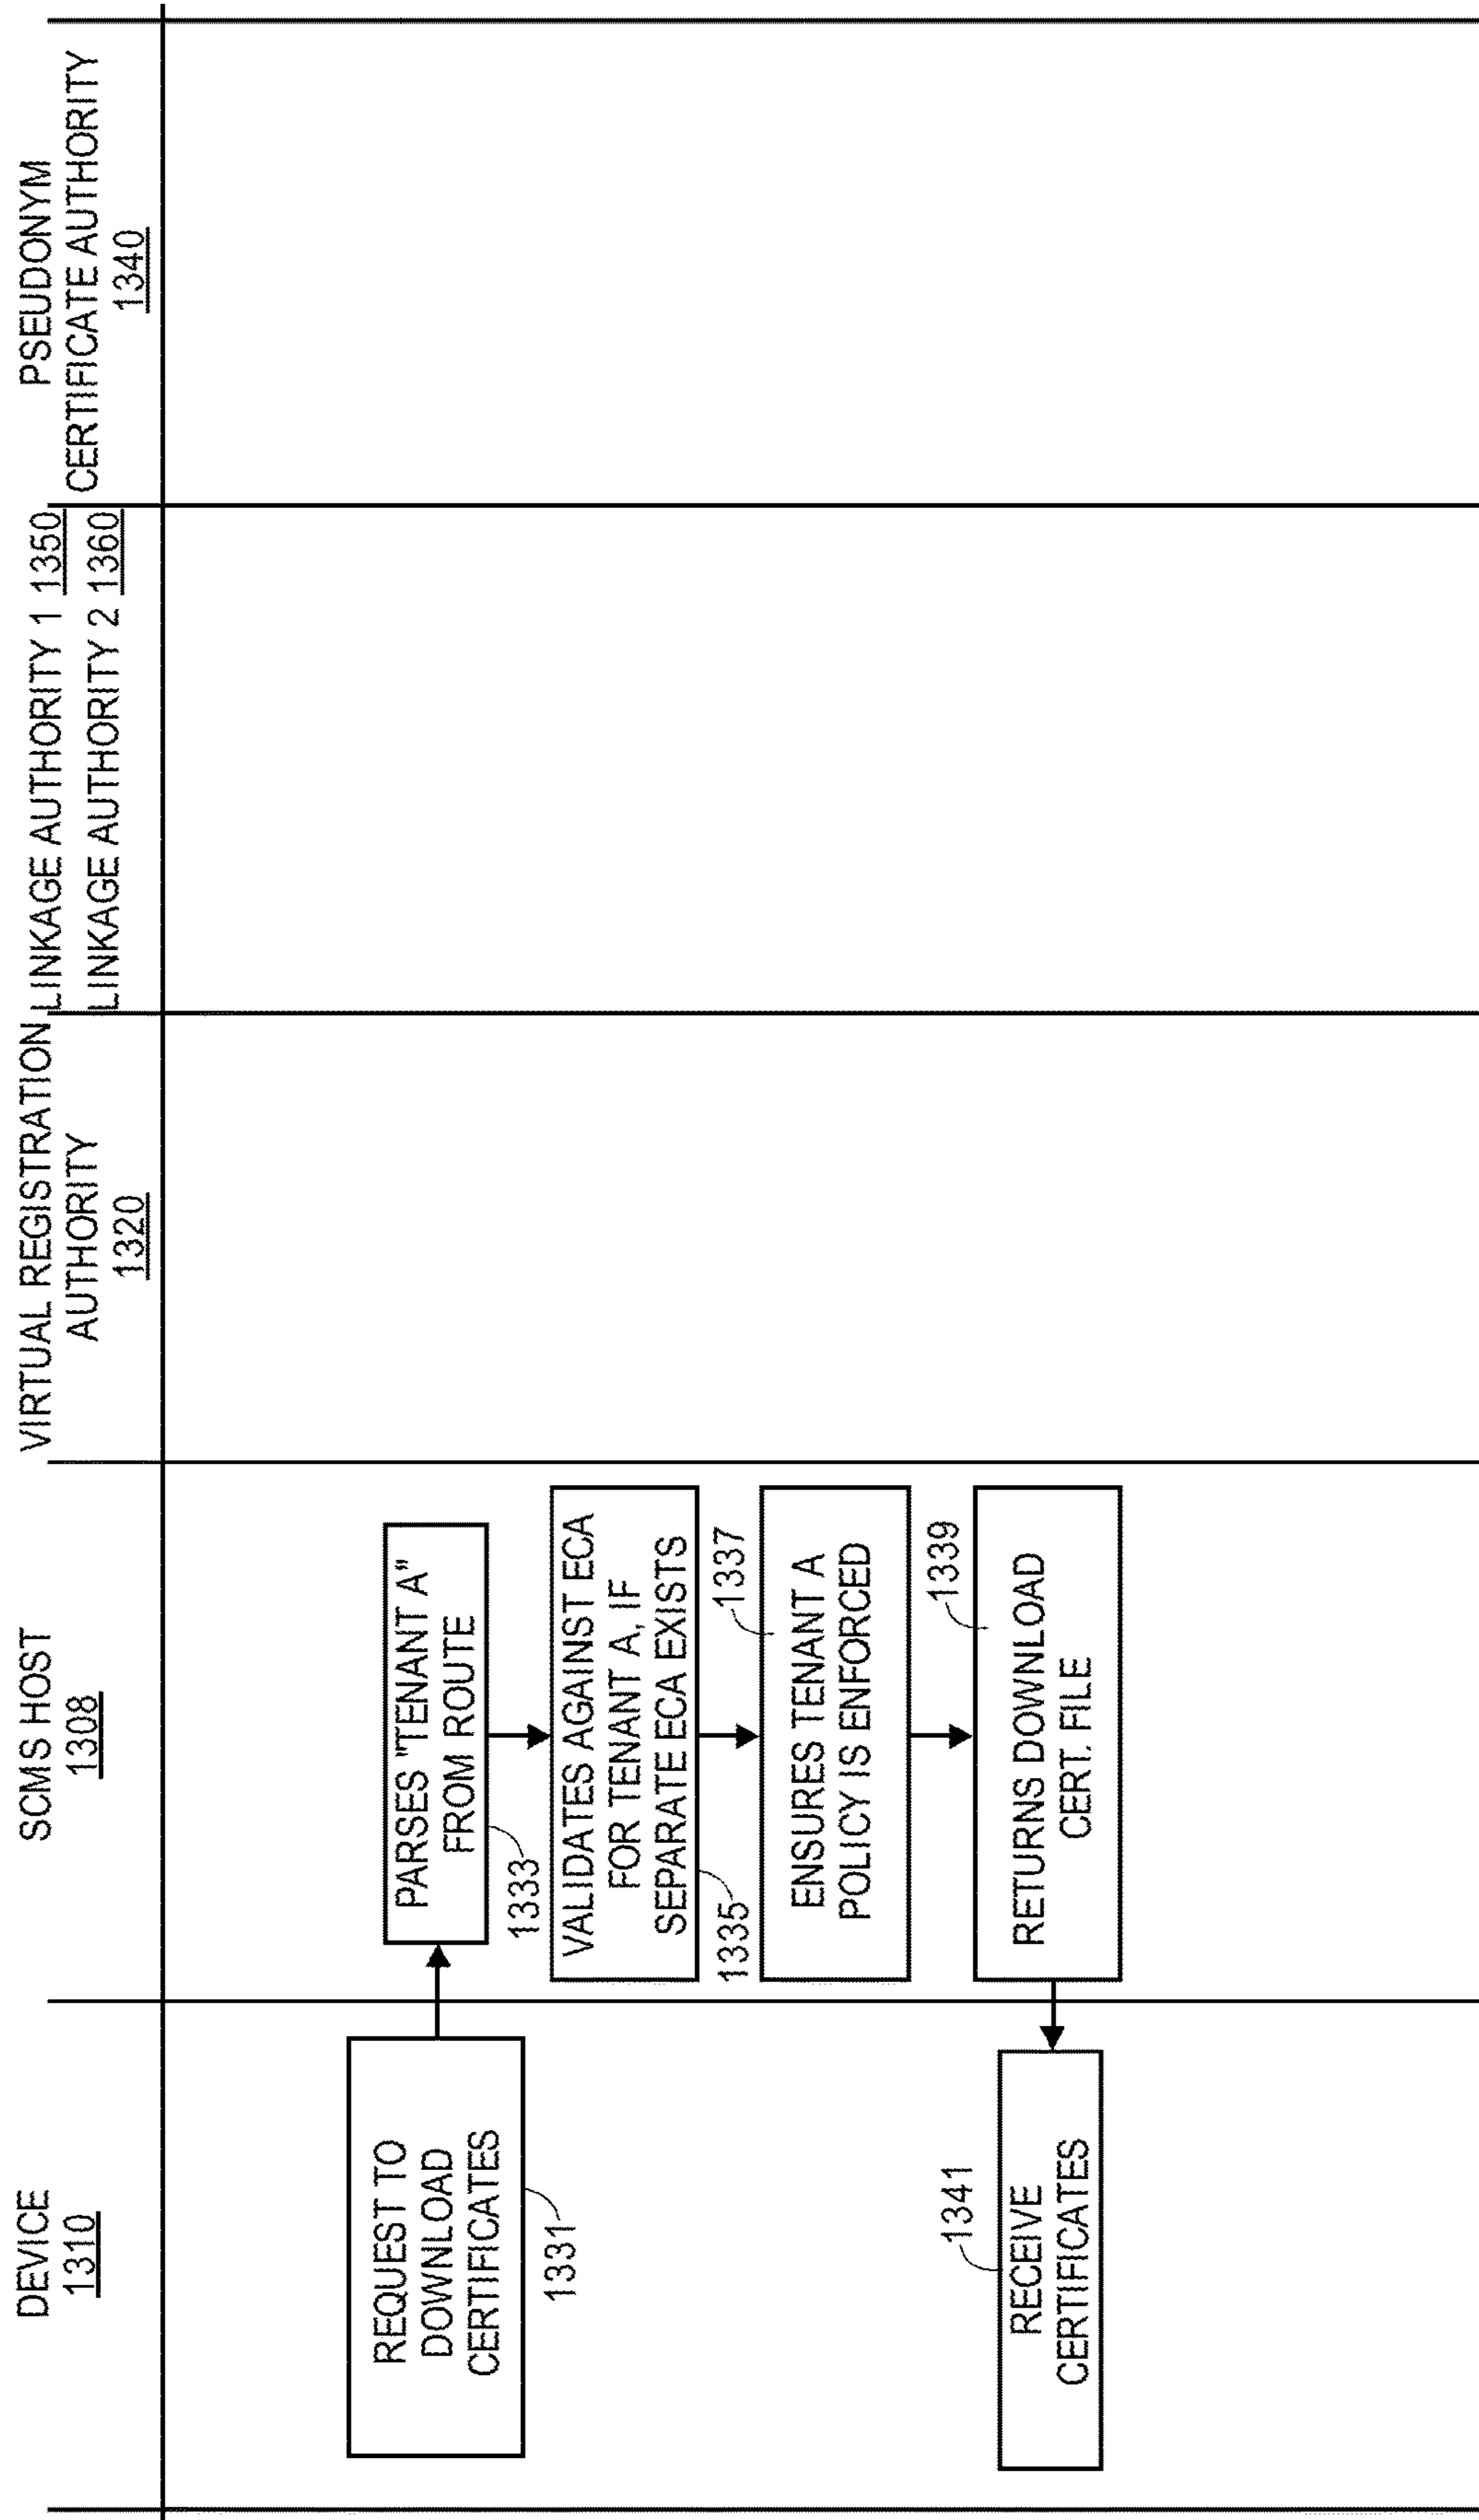 DEVICE
1310
SCMS HOST
1308
VIRTUAL REGISTRATION
AUTHORITY
1320
LINKAGE AUTHORITY 1 1350
LINKAGE AUTHORITY 2 1360
PSEUDONYM
CERTIFICATE AUTHORITY
1340
REQUEST TO
DOWNLOAD
CERTIFICATES
1331
PARSES "TENANT A"
FROM ROUTE
1333
VALIDATES AGAINST ECA
FOR TENANT A, IF
SEPARATE ECA EXISTS
1335
1337
ENSURES TENANT A
POLICY IS ENFORCED
1339
RETURNS DOWNLOAD
CERT. FILE
1341
RECEIVE
CERTIFICATES